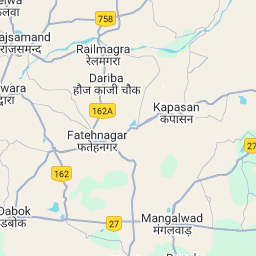 758
ajsamand
राजसमन्द
Railmagra
रेलमगरा
Dariba
हौज काजी चौक
162A
Kapasan
कपासन
wara
द्वारा
Fatehnagar
फतेहनगर
27
162
Dabok
डबोक
27
Mangalwad
मंगलवाड़